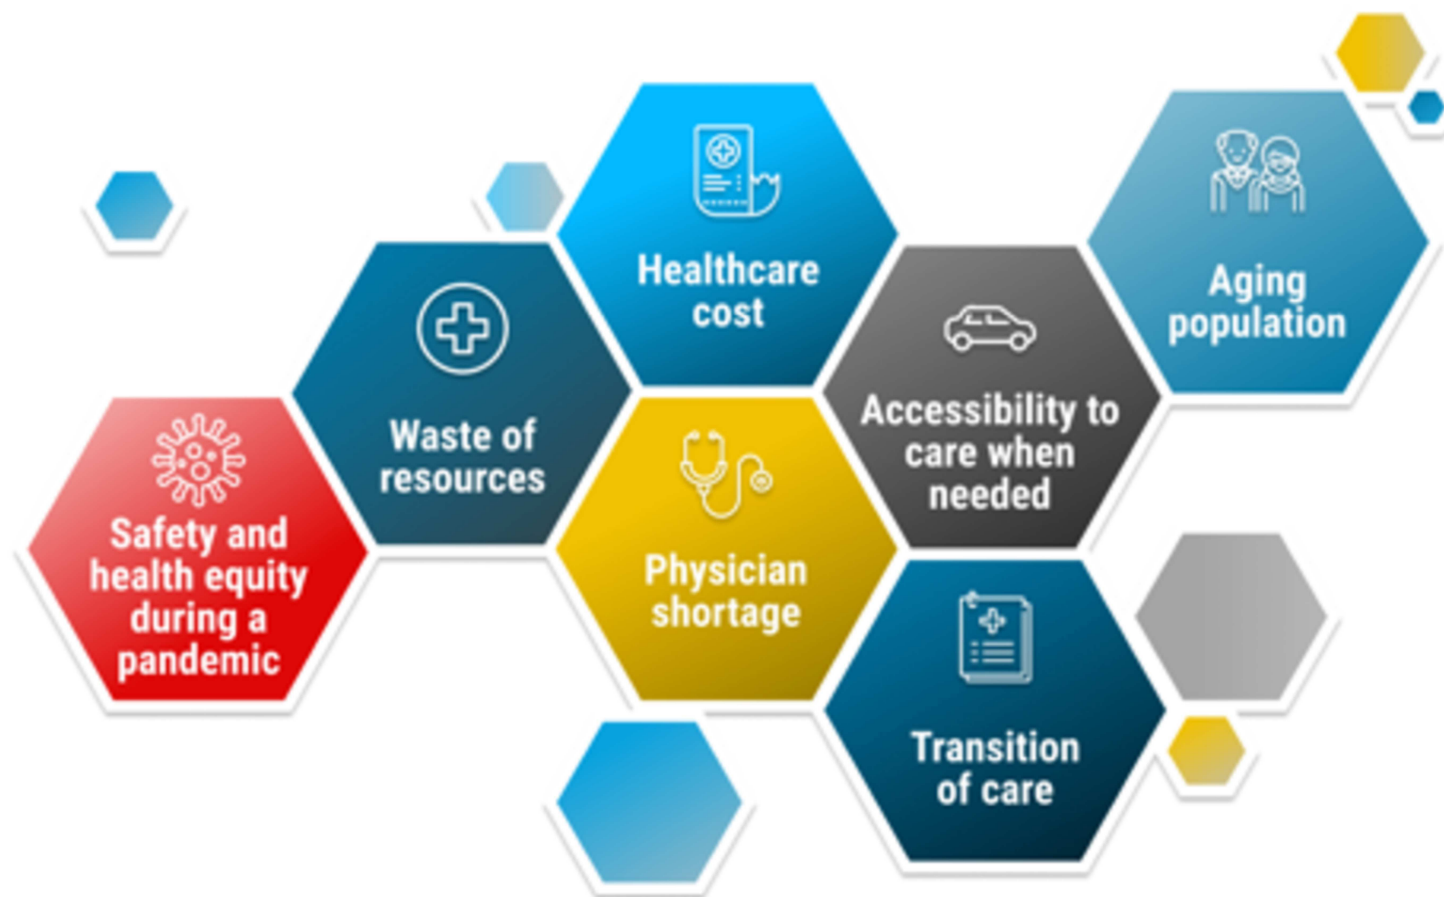 Healthcare
cost
Aging
population
Waste of
resources
Accessibility to
care when
needed
Safety and
health equity
during a
pandemic
Physician
shortage
Transition
of care